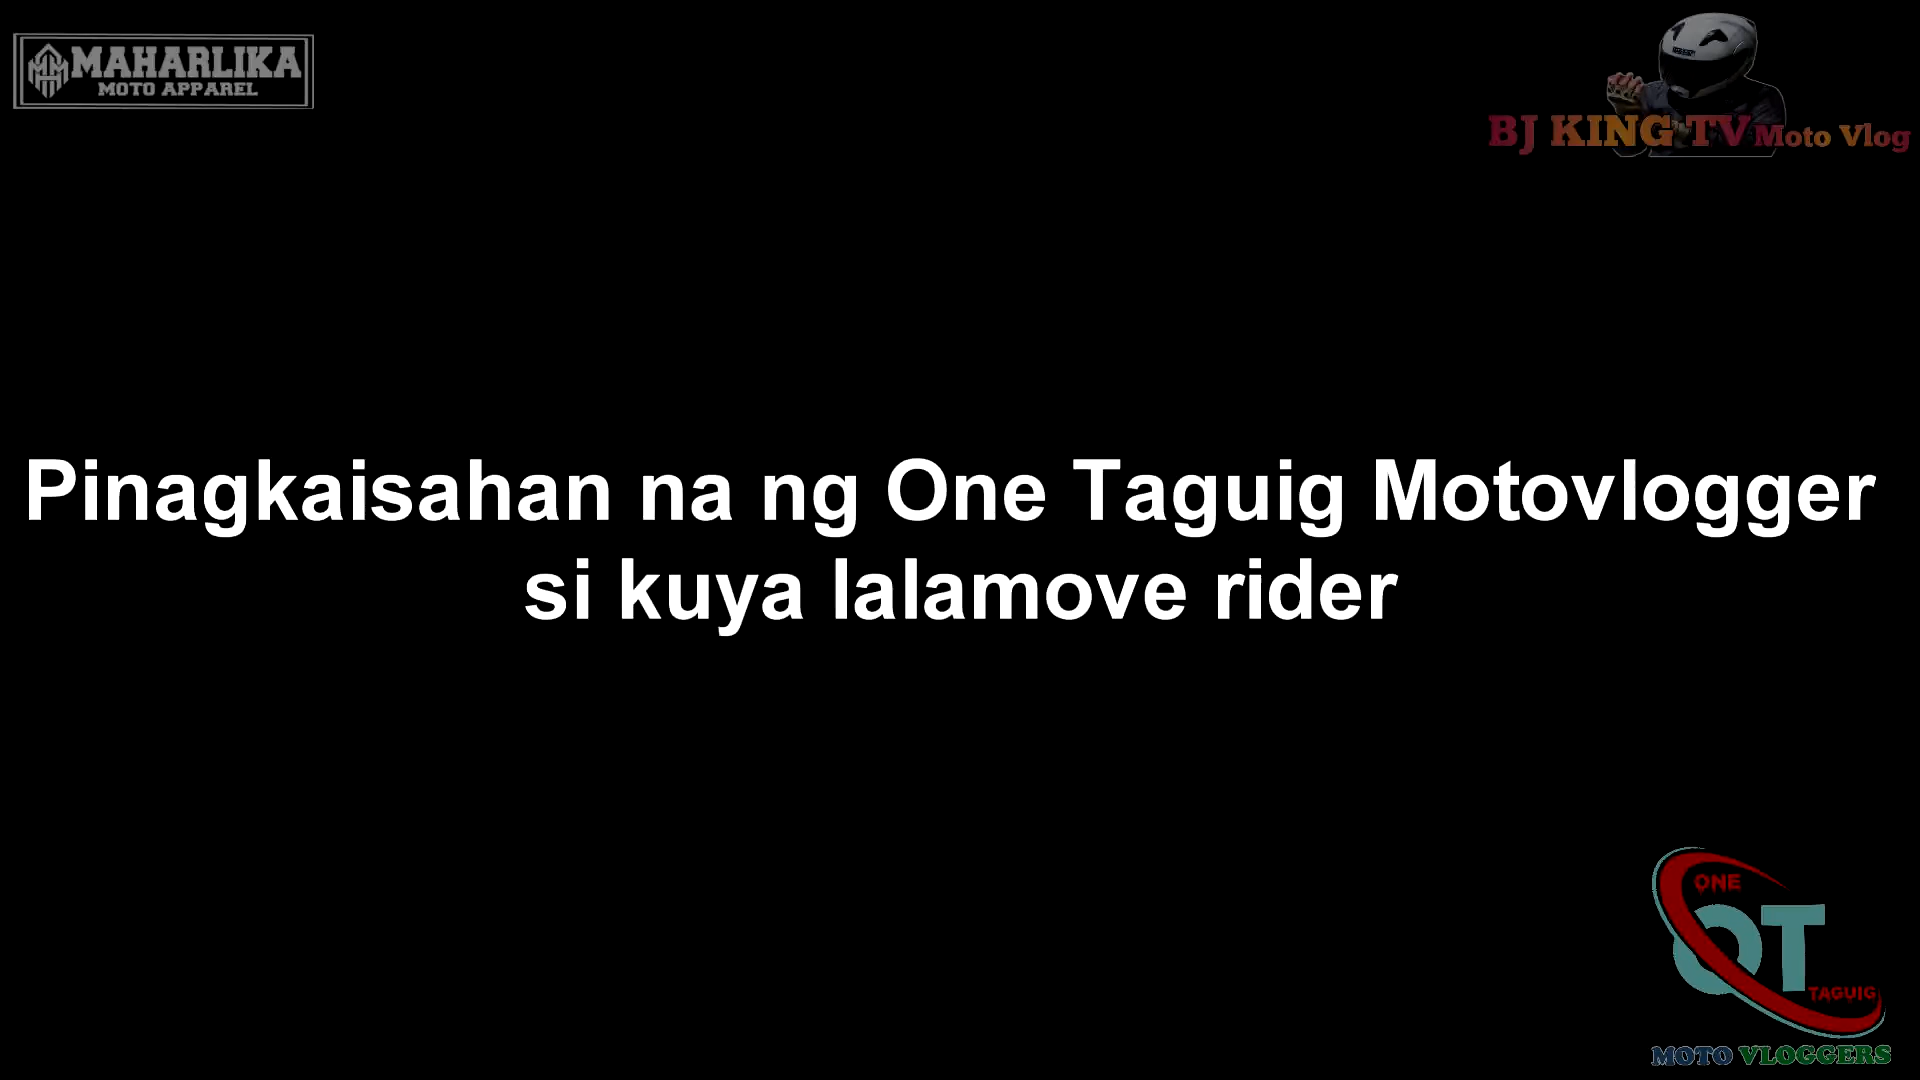 MAHARLIKA
MOTO APPAREL
BJ KING TV Moto Vlog
Pinagkaisahan na ng One Taguig Motovlogger
si kuya lalamove rider
ONE
OT
TAGUIG
MOTO VLOGGERS